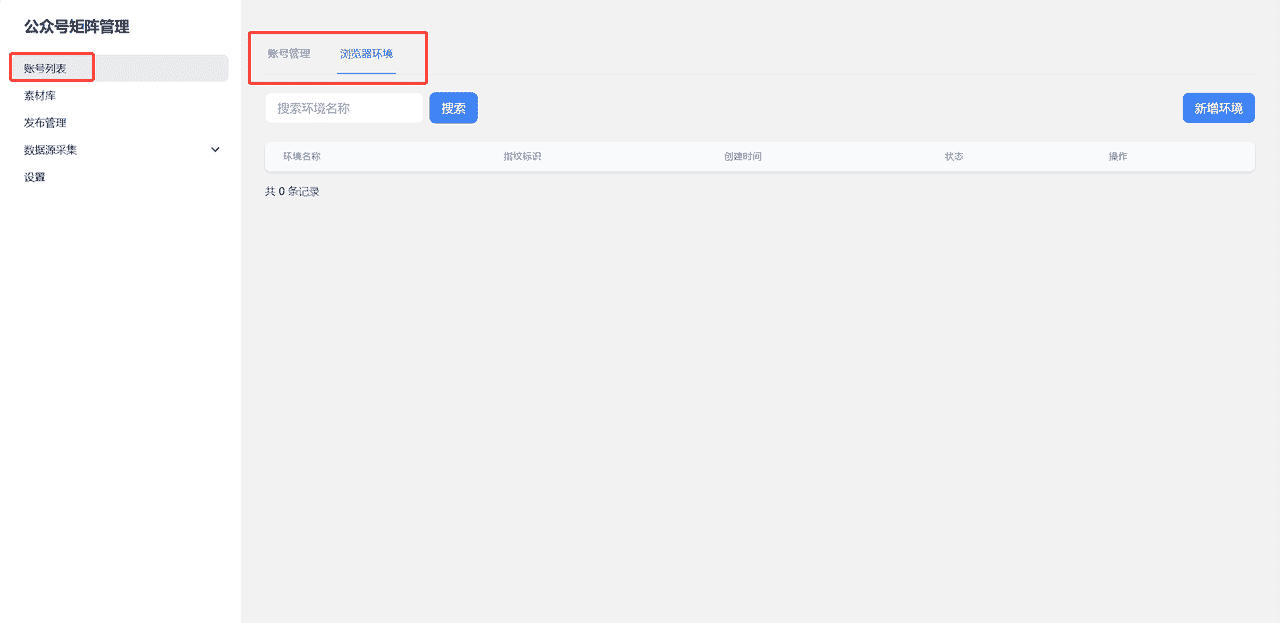 公众号矩阵管理
账号列表
素材库
发布管理
数据源采集
设置
账号管理 浏览器环境
搜索环境名称 搜索 新增环境
环境名称 指纹标识 创建时间 状态 操作
共 0 条记录